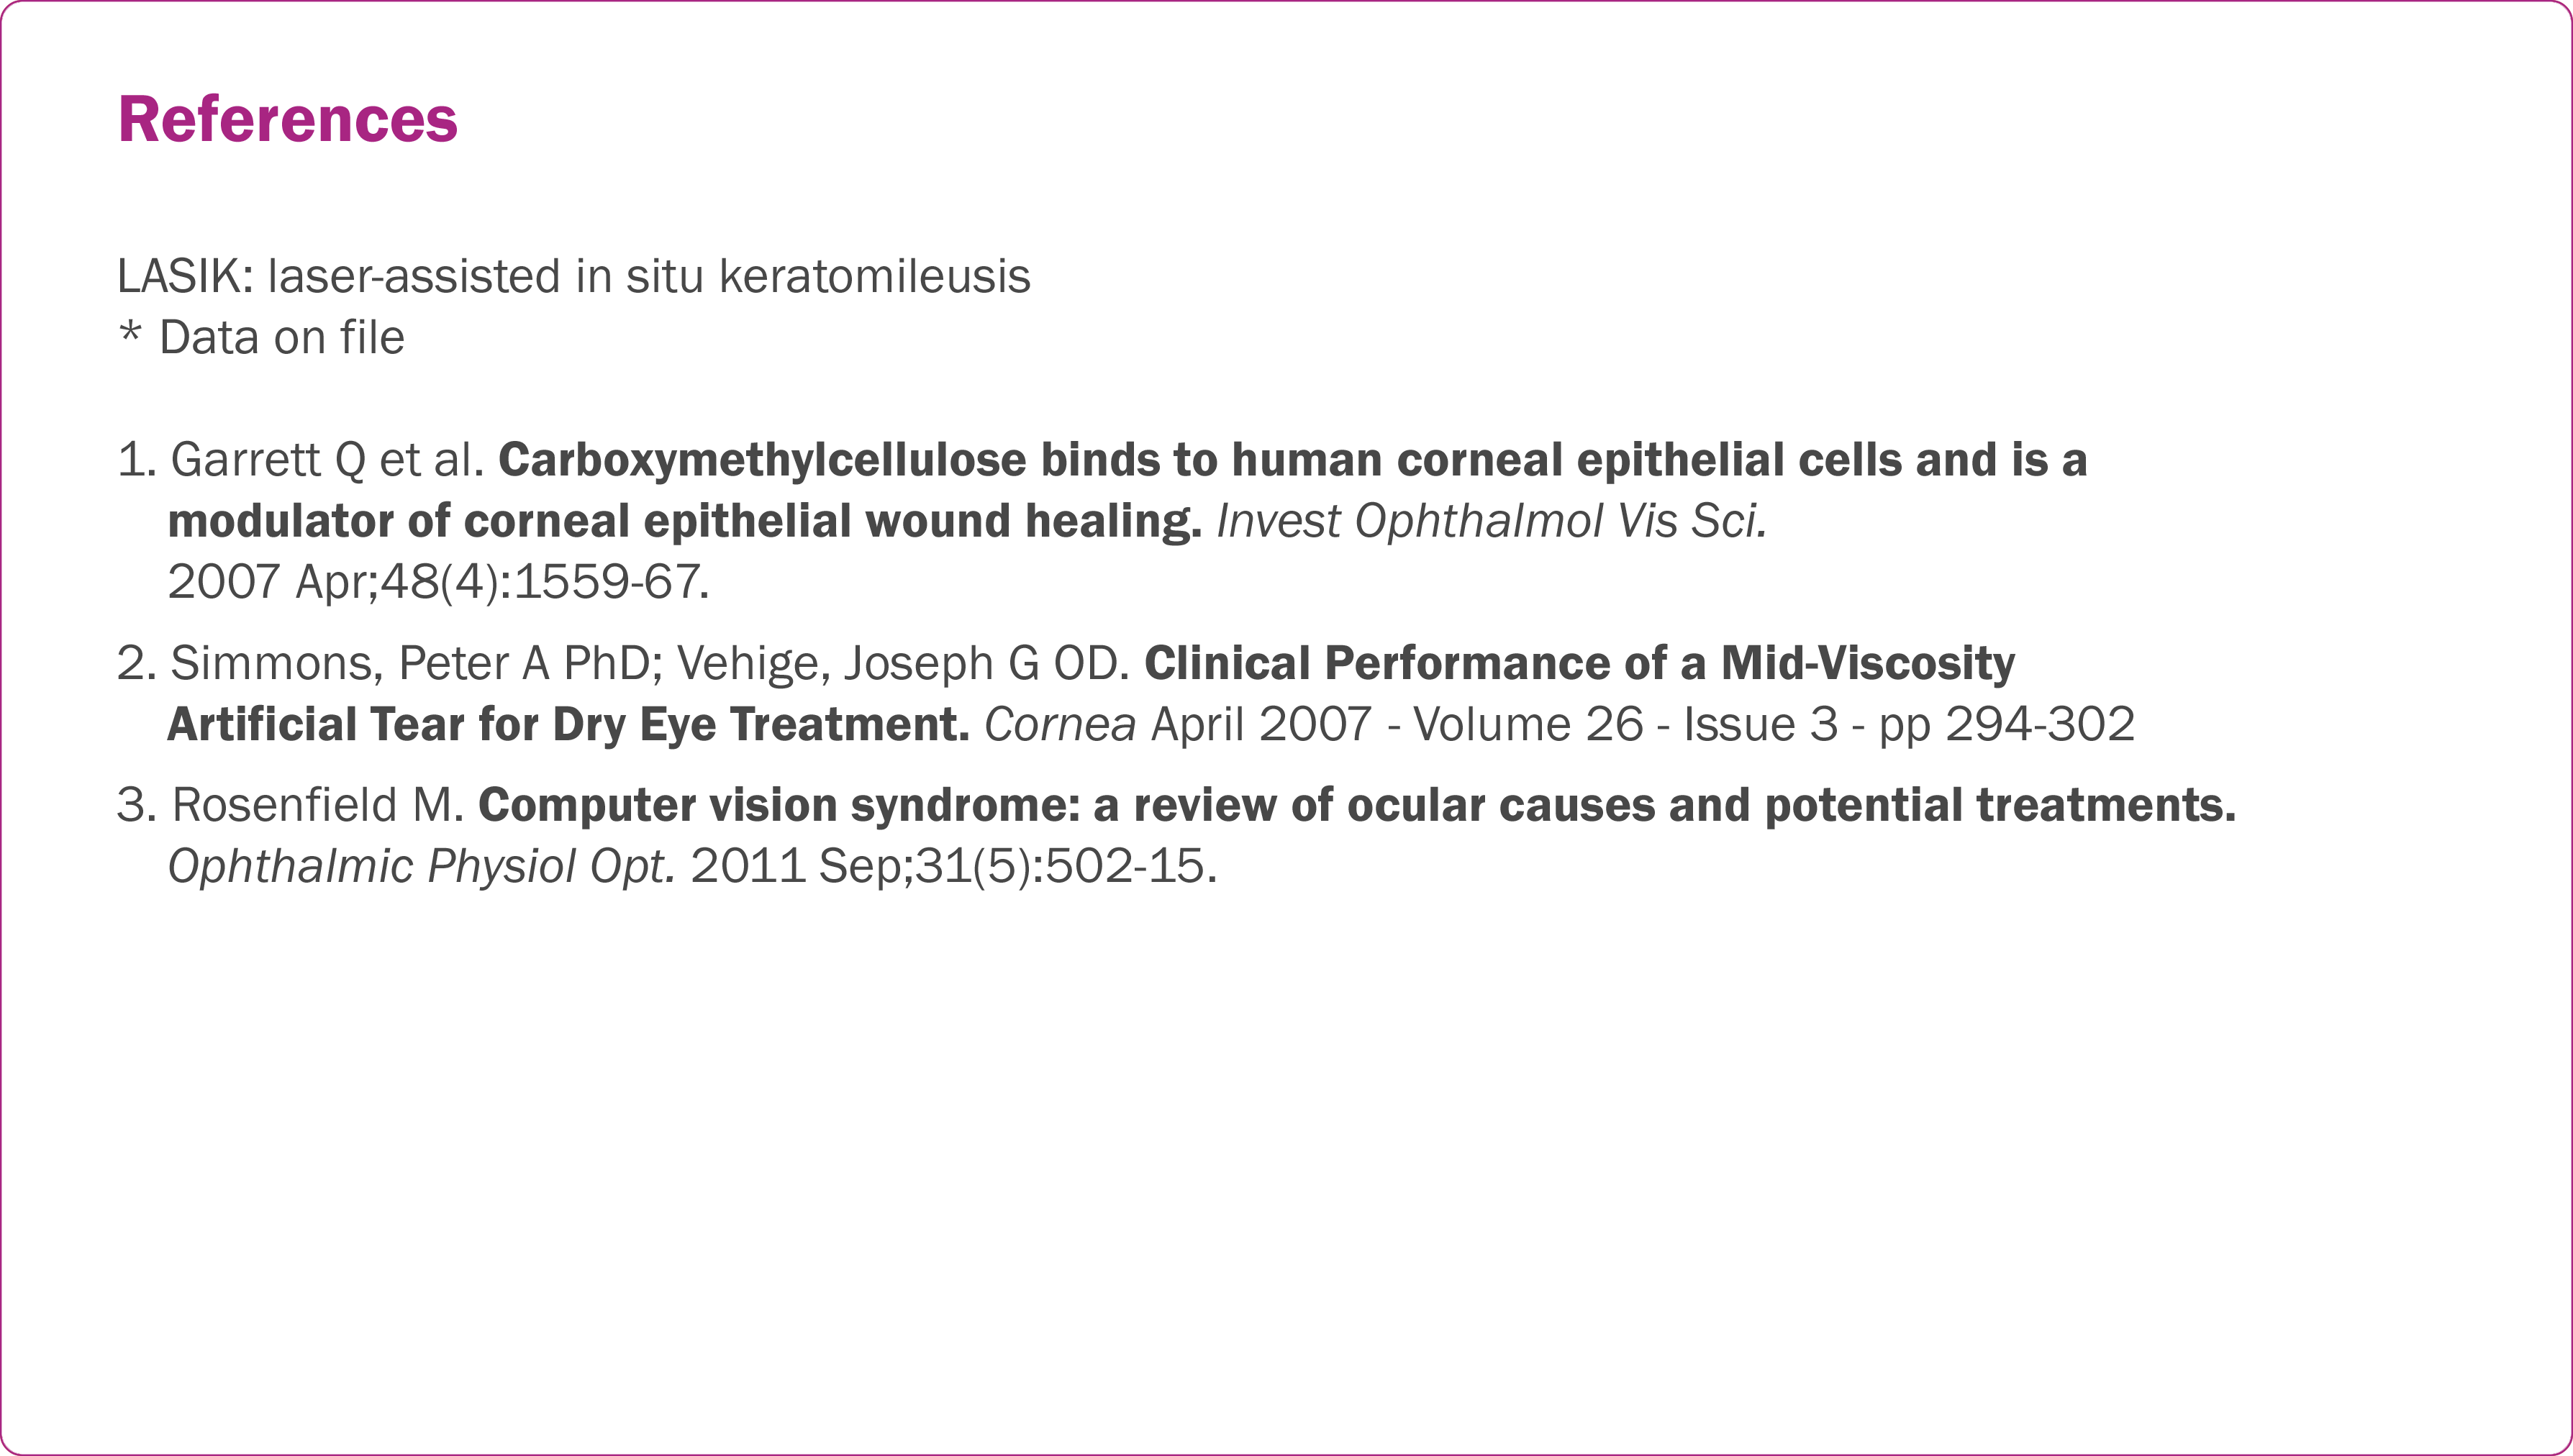 References
LASIK: laser-assisted in situ keratomileusis
* Data on file
1. Garrett Q et al. Carboxymethylcellulose binds to human corneal epithelial cells and is a
modulator of corneal epithelial wound healing. Invest Ophthalmol Vis Sci.
2007 Apr;48(4):1559-67.
2. Simmons, Peter A PhD; Vehige, Joseph G OD. Clinical Performance of a Mid-Viscosity
Artificial Tear for Dry Eye Treatment. Cornea April 2007 - Volume 26 - Issue 3 - pp 294-302
3. Rosenfield M. Computer vision syndrome: a review of ocular causes and potential treatments.
Ophthalmic Physiol Opt. 2011 Sep;31(5):502-15.